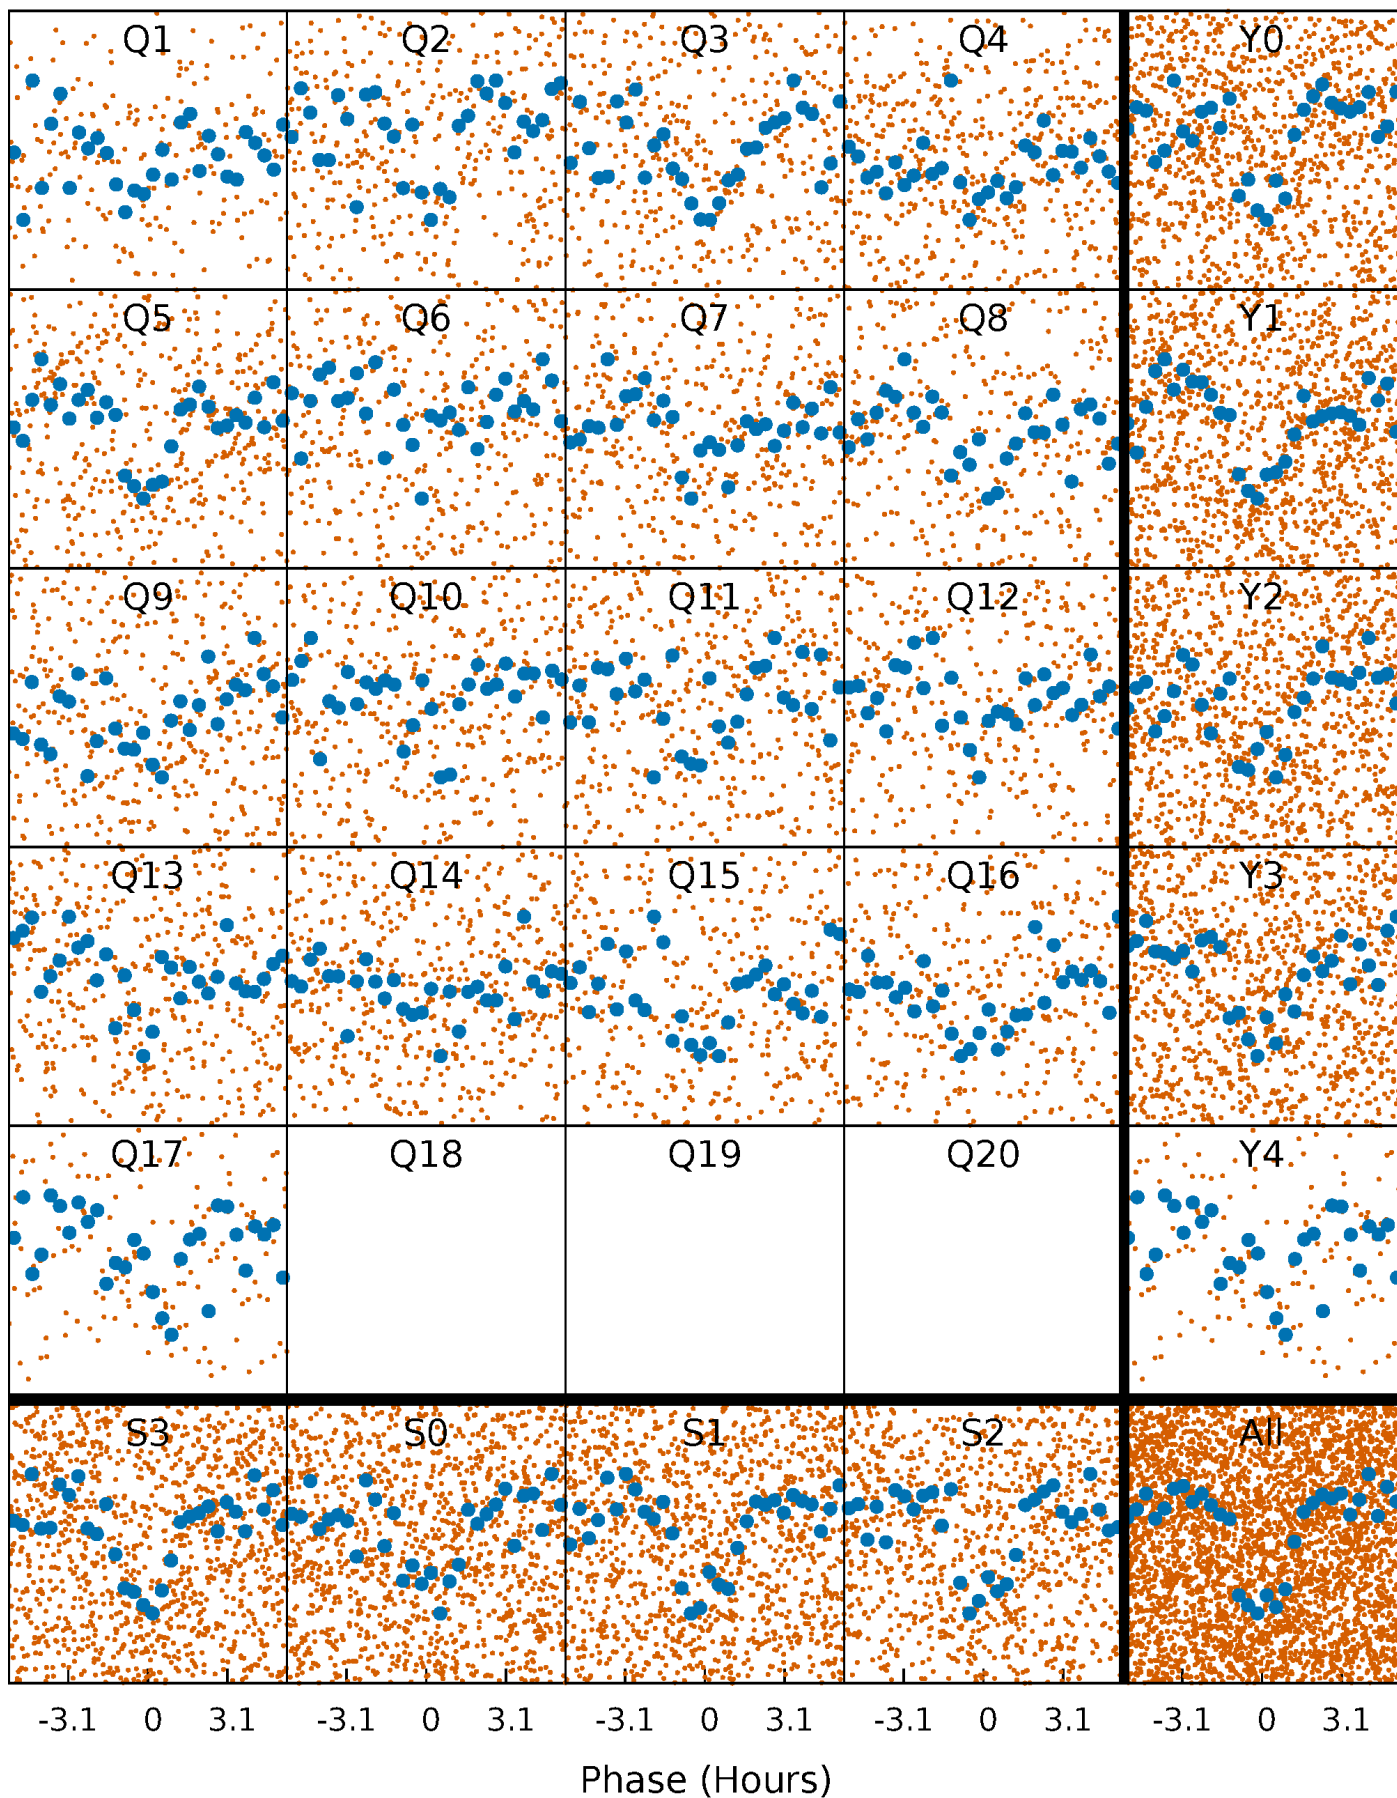 Q1 Q2 Q3 Q4 Y0
Q5 Q6 Q7 Q8 Y1
Q9 Q10 Q11 Q12 Y2
Q13 Q14 Q15 Q16 Y3
Q17 Q18 Q19 Q20 Y4
S3 S0 S1 S2 All
-3.1 0 3.1 -3.1 0 3.1 -3.1 0 3.1 -3.1 0 3.1 -3.1 0 3.1
Phase (Hours)